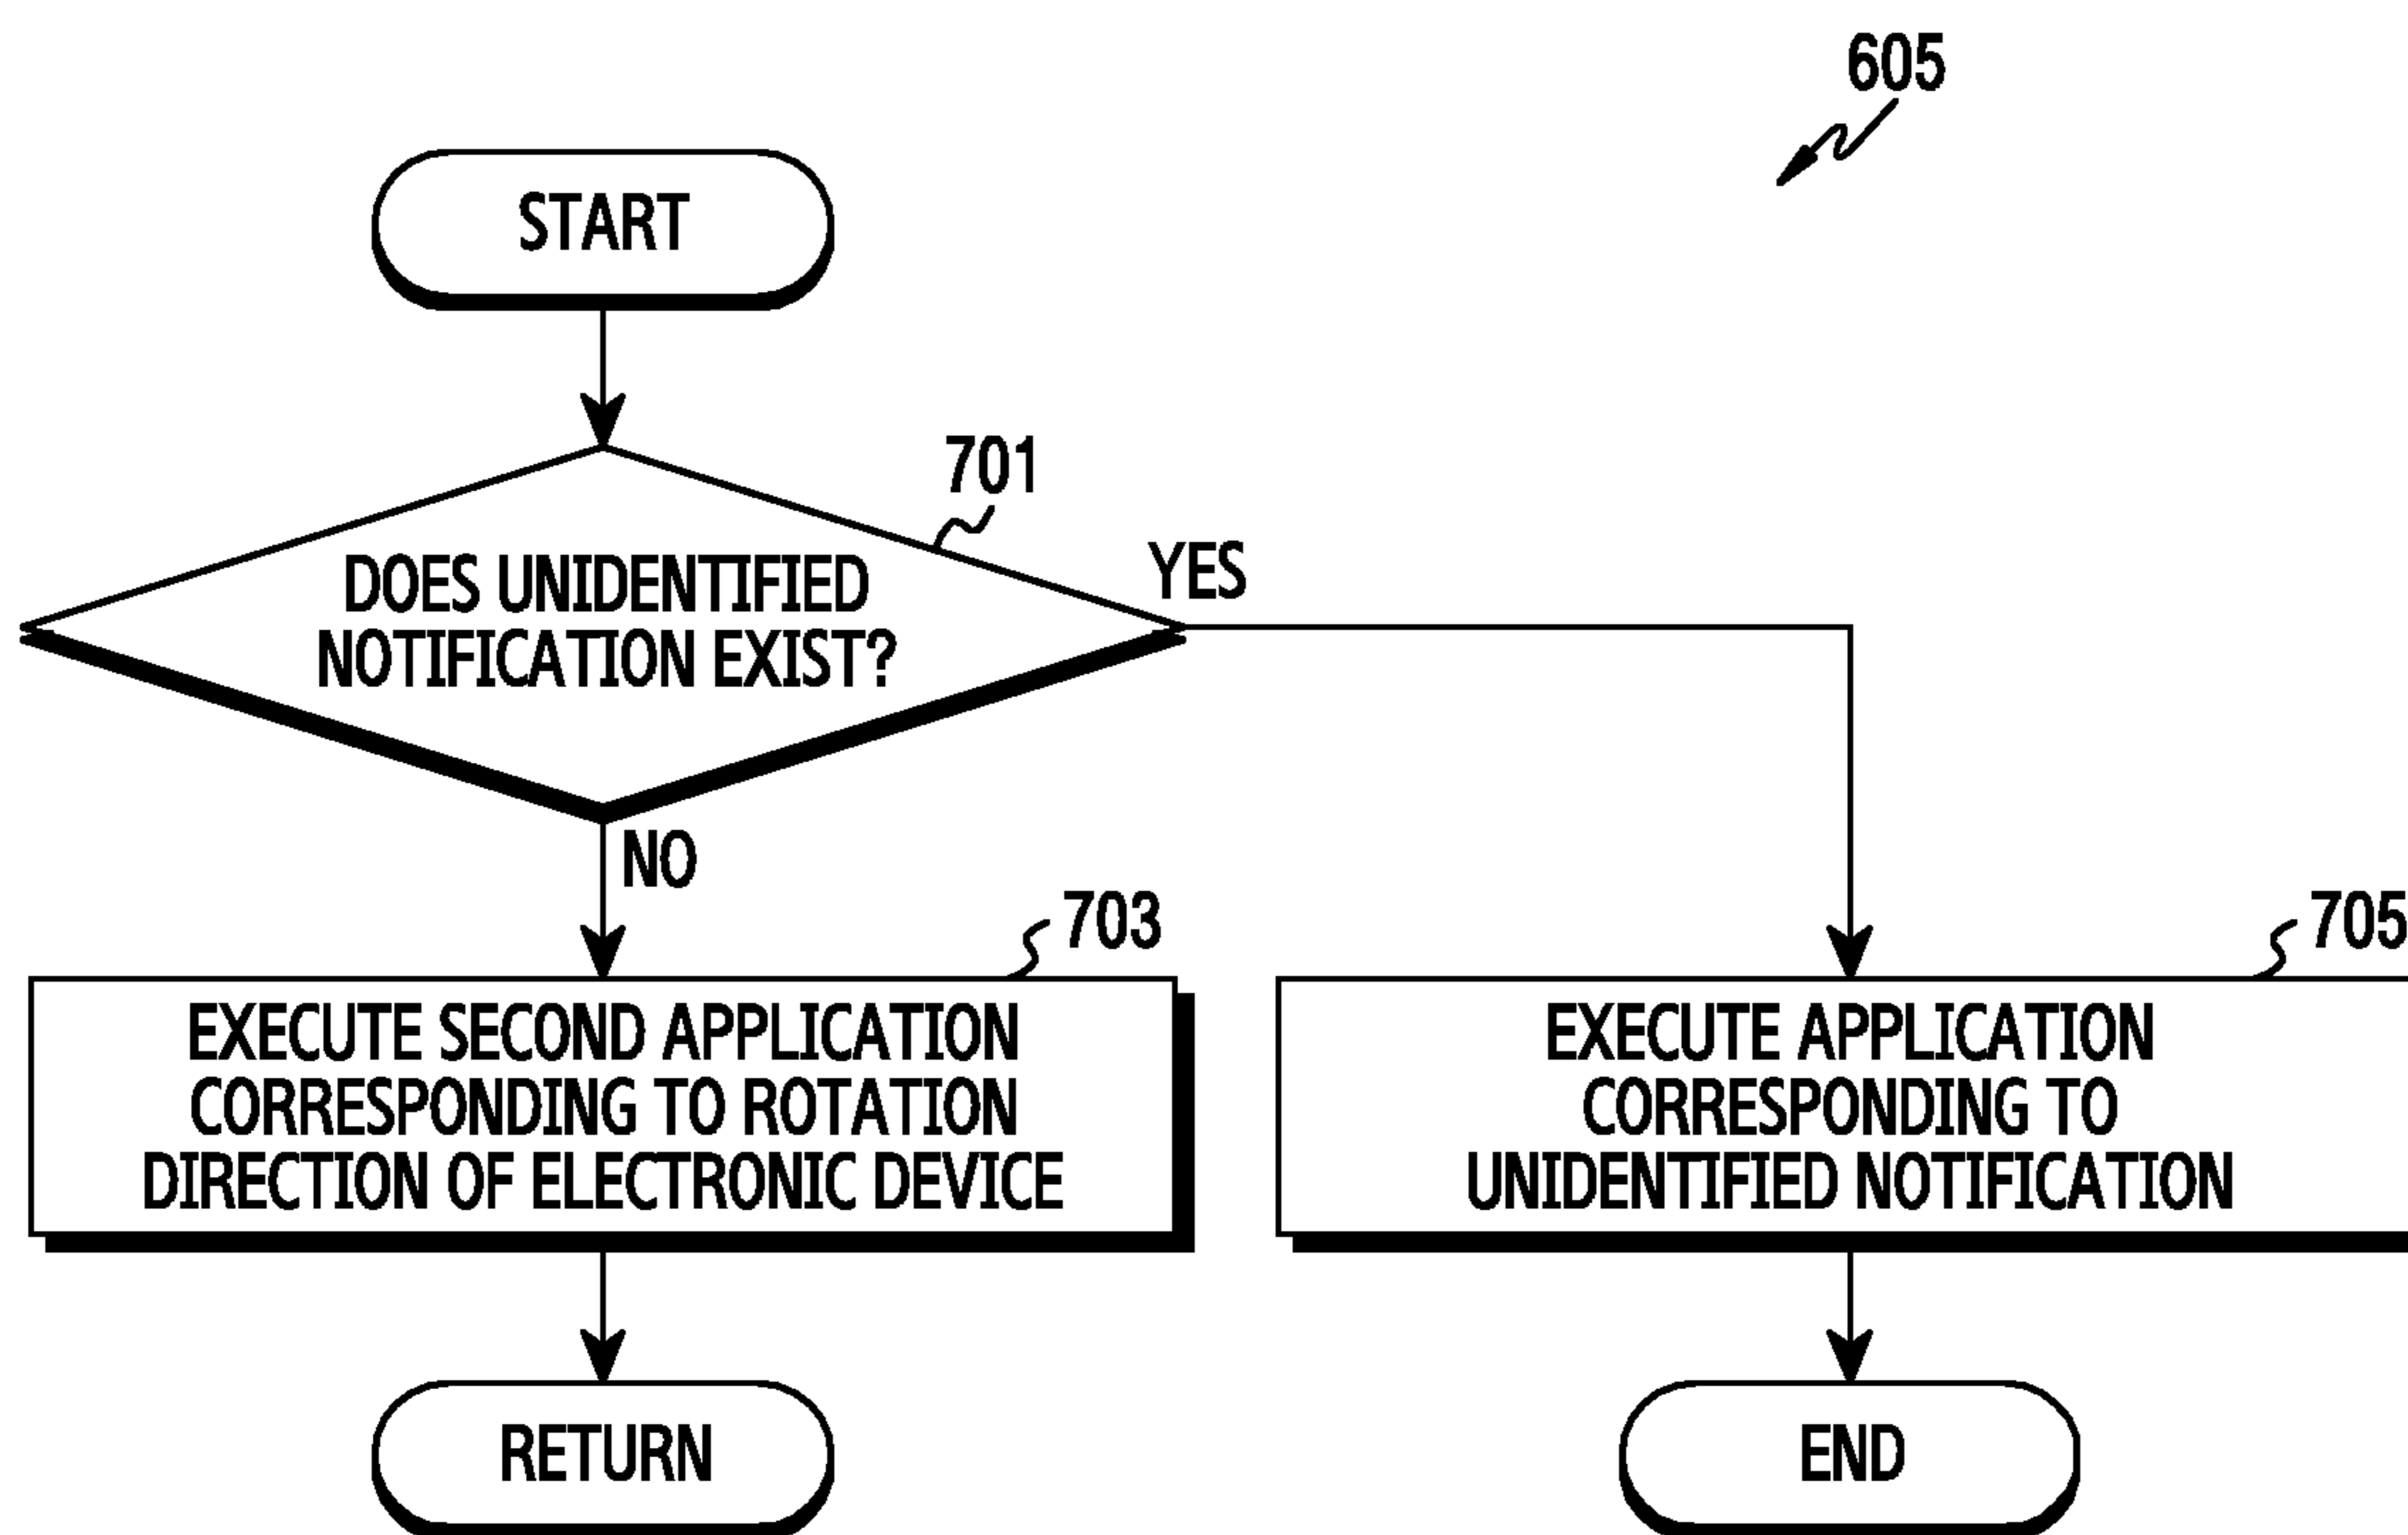 605
START
701
DOES UNIDENTIFIED
NOTIFICATION EXIST?
YES
NO
703
EXECUTE SECOND APPLICATION
CORRESPONDING TO ROTATION
DIRECTION OF ELECTRONIC DEVICE
705
EXECUTE APPLICATION
CORRESPONDING TO
UNIDENTIFIED NOTIFICATION
RETURN
END